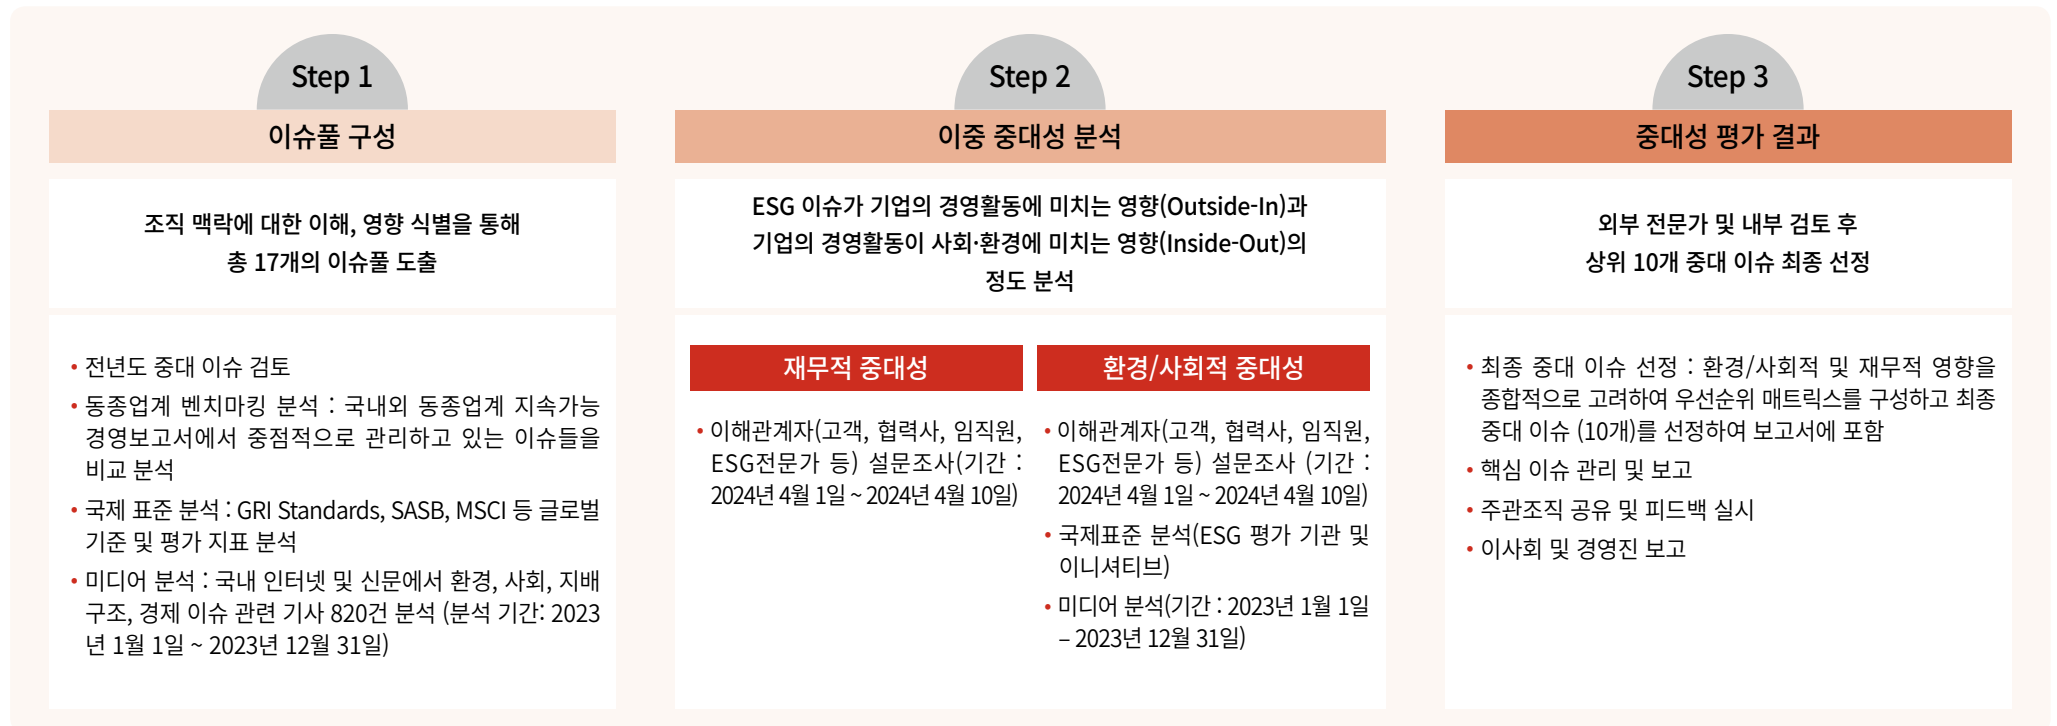 Step 1
이슈풀 구성
조직 맥락에 대한 이해, 영향 식별을 통해
총 17개의 이슈풀 도출
• 전년도 중대 이슈 검토
• 동종업계 벤치마킹 분석 : 국내외 동종업계 지속가능
경영보고서에서 중점적으로 관리하고 있는 이슈들을
비교 분석
• 국제 표준 분석 : GRI Standards, SASB, MSCI 등 글로벌
기준 및 평가 지표 분석
• 미디어 분석 : 국내 인터넷 및 신문에서 환경, 사회, 지배
구조, 경제 이슈 관련 기사 820건 분석 (분석 기간: 2023
년 1월 1일 ~ 2023년 12월 31일)
Step 2
이중 중대성 분석
ESG 이슈가 기업의 경영활동에 미치는 영향(Outside-In)과
기업의 경영활동이 사회·환경에 미치는 영향(Inside-Out)의
정도 분석
재무적 중대성
• 이해관계자(고객, 협력사, 임직원,
ESG전문가 등) 설문조사(기간 :
2024년 4월 1일 ~ 2024년 4월 10일)
환경/사회적 중대성
• 이해관계자(고객, 협력사, 임직원,
ESG전문가 등) 설문조사 (기간 :
2024년 4월 1일 ~ 2024년 4월 10일)
• 국제표준 분석(ESG 평가 기관 및
이니셔티브)
• 미디어 분석(기간 : 2023년 1월 1일
– 2023년 12월 31일)
Step 3
중대성 평가 결과
외부 전문가 및 내부 검토 후
상위 10개 중대 이슈 최종 선정
• 최종 중대 이슈 선정 : 환경/사회적 및 재무적 영향을
종합적으로 고려하여 우선순위 매트릭스를 구성하고 최종
중대 이슈 (10개)를 선정하여 보고서에 포함
• 핵심 이슈 관리 및 보고
• 주관조직 공유 및 피드백 실시
• 이사회 및 경영진 보고